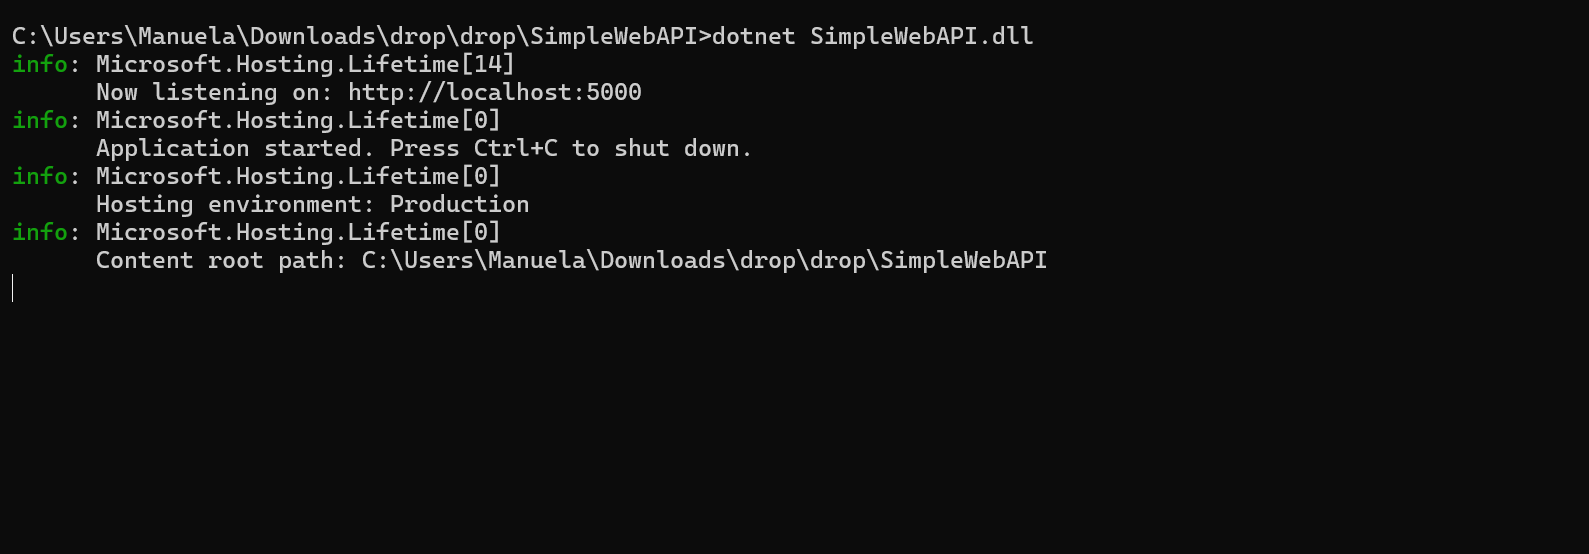 C:\Users\Manuela\Downloads\drop\drop\SimpleWebAPI>dotnet SimpleWebAPI.dll
info: Microsoft.Hosting.Lifetime[14]
      Now listening on: http://localhost:5000
info: Microsoft.Hosting.Lifetime[0]
      Application started. Press Ctrl+C to shut down.
info: Microsoft.Hosting.Lifetime[0]
      Hosting environment: Production
info: Microsoft.Hosting.Lifetime[0]
      Content root path: C:\Users\Manuela\Downloads\drop\drop\SimpleWebAPI